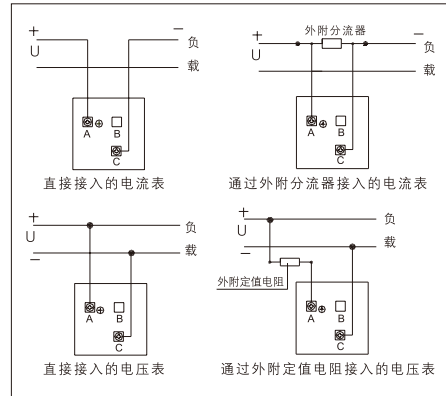 + − 负
U 载
A B
C
直接接入的电流表
外附分流器
+ − 负
U 载
A B
C
通过外附分流器接入的电流表
+ 负
U
− 载
A B
C
直接接入的电压表
+ 负
U
− 载
外附定值电阻
A B
C
通过外附定值电阻接入的电压表